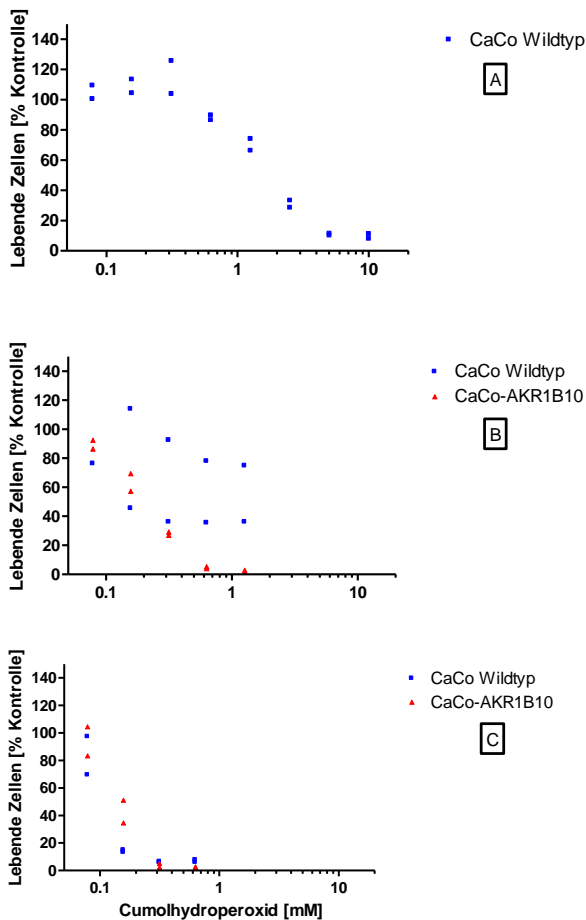 Lebende Zellen [% Kontrolle]
140
120
100
80
60
40
20
0
0.1 1 10
CaCo Wildtyp
A
Lebende Zellen [% Kontrolle]
140
120
100
80
60
40
20
0
0.1 1 10
CaCo Wildtyp
CaCo-AKR1B10
B
Lebende Zellen [% Kontrolle]
140
120
100
80
60
40
20
0
0.1 1 10
Cumolhydroperoxid [mM]
CaCo Wildtyp
CaCo-AKR1B10
C